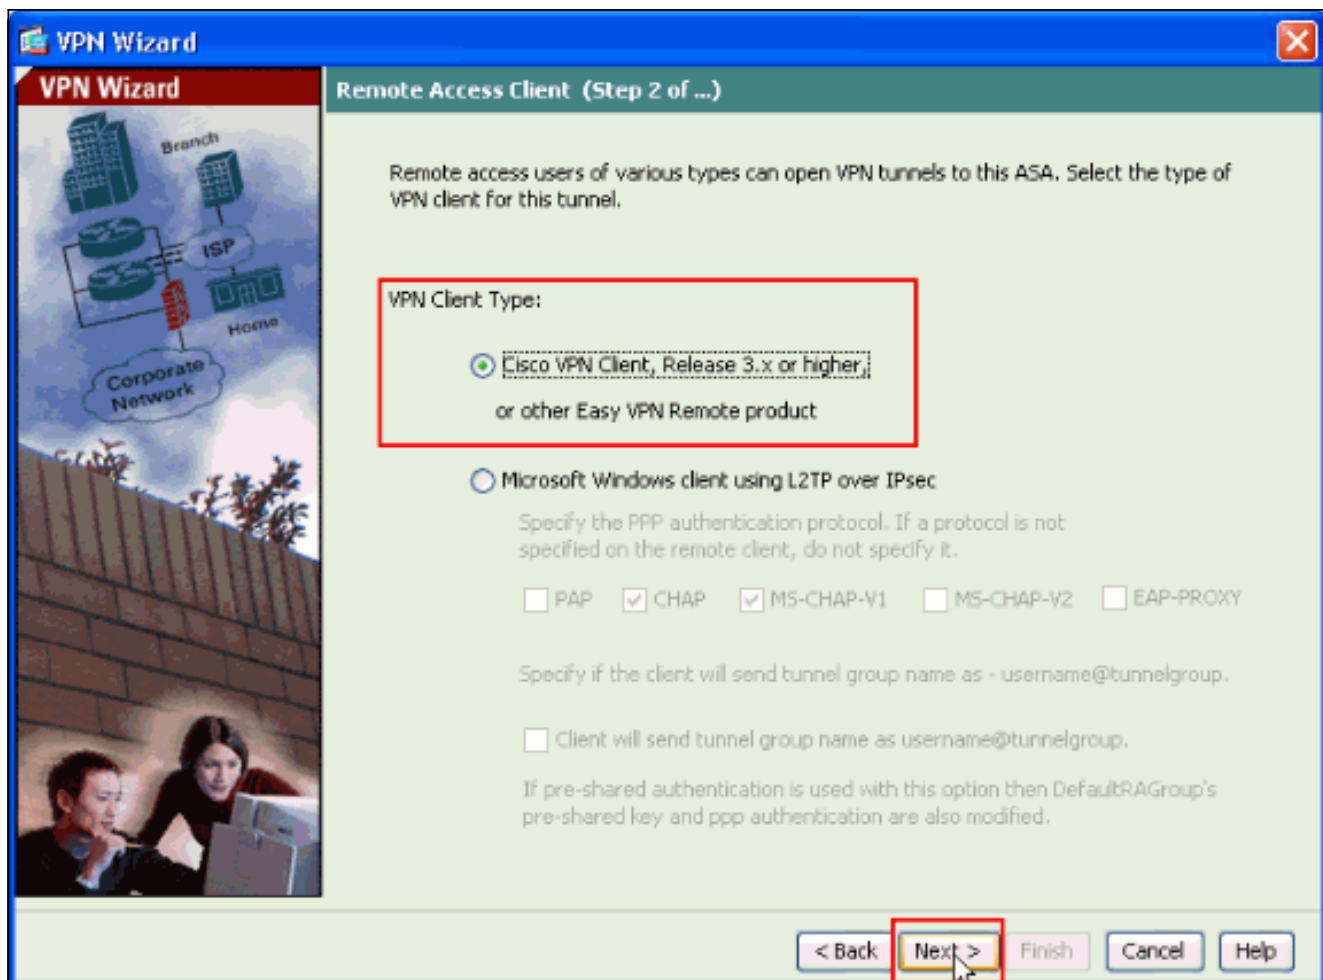 VPN Wizard
VPN Wizard
Remote Access Client (Step 2 of ...)
Branch
ISP
Home
Corporate
Network
Remote access users of various types can open VPN tunnels to this ASA. Select the type of
VPN client for this tunnel.
VPN Client Type:
Cisco VPN Client, Release 3.x or higher,
or other Easy VPN Remote product
Microsoft Windows client using L2TP over IPsec
Specify the PPP authentication protocol. If a protocol is not
specified on the remote client, do not specify it.
PAP CHAP MS-CHAP-V1 MS-CHAP-V2 EAP-PROXY
Specify if the client will send tunnel group name as - username@tunnelgroup.
Client will send tunnel group name as username@tunnelgroup.
If pre-shared authentication is used with this option then DefaultRAGroup's
pre-shared key and ppp authentication are also modified.
< Back Next > Finish Cancel Help